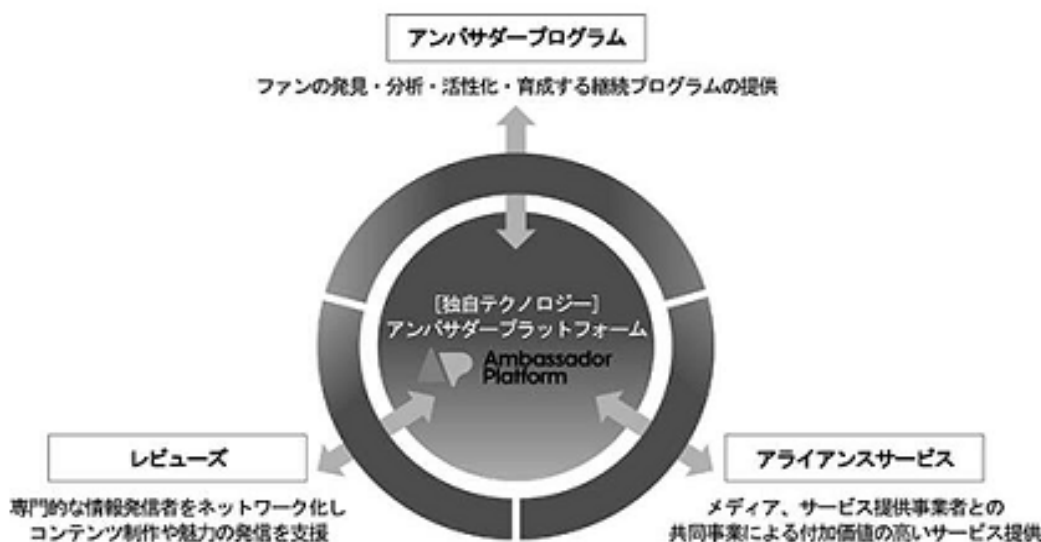 アンバサダープログラム
ファンの発見・分析・活性化・育成する継続プログラムの提供
[独自テクノロジー]
アンバサダープラットフォーム
AP Ambassador
Platform
レビューズ
専門的な情報発信者をネットワーク化し
コンテンツ制作や魅力の発信を支援
アライアンスサービス
メディア、サービス提供事業者との
共同事業による付加価値の高いサービス提供